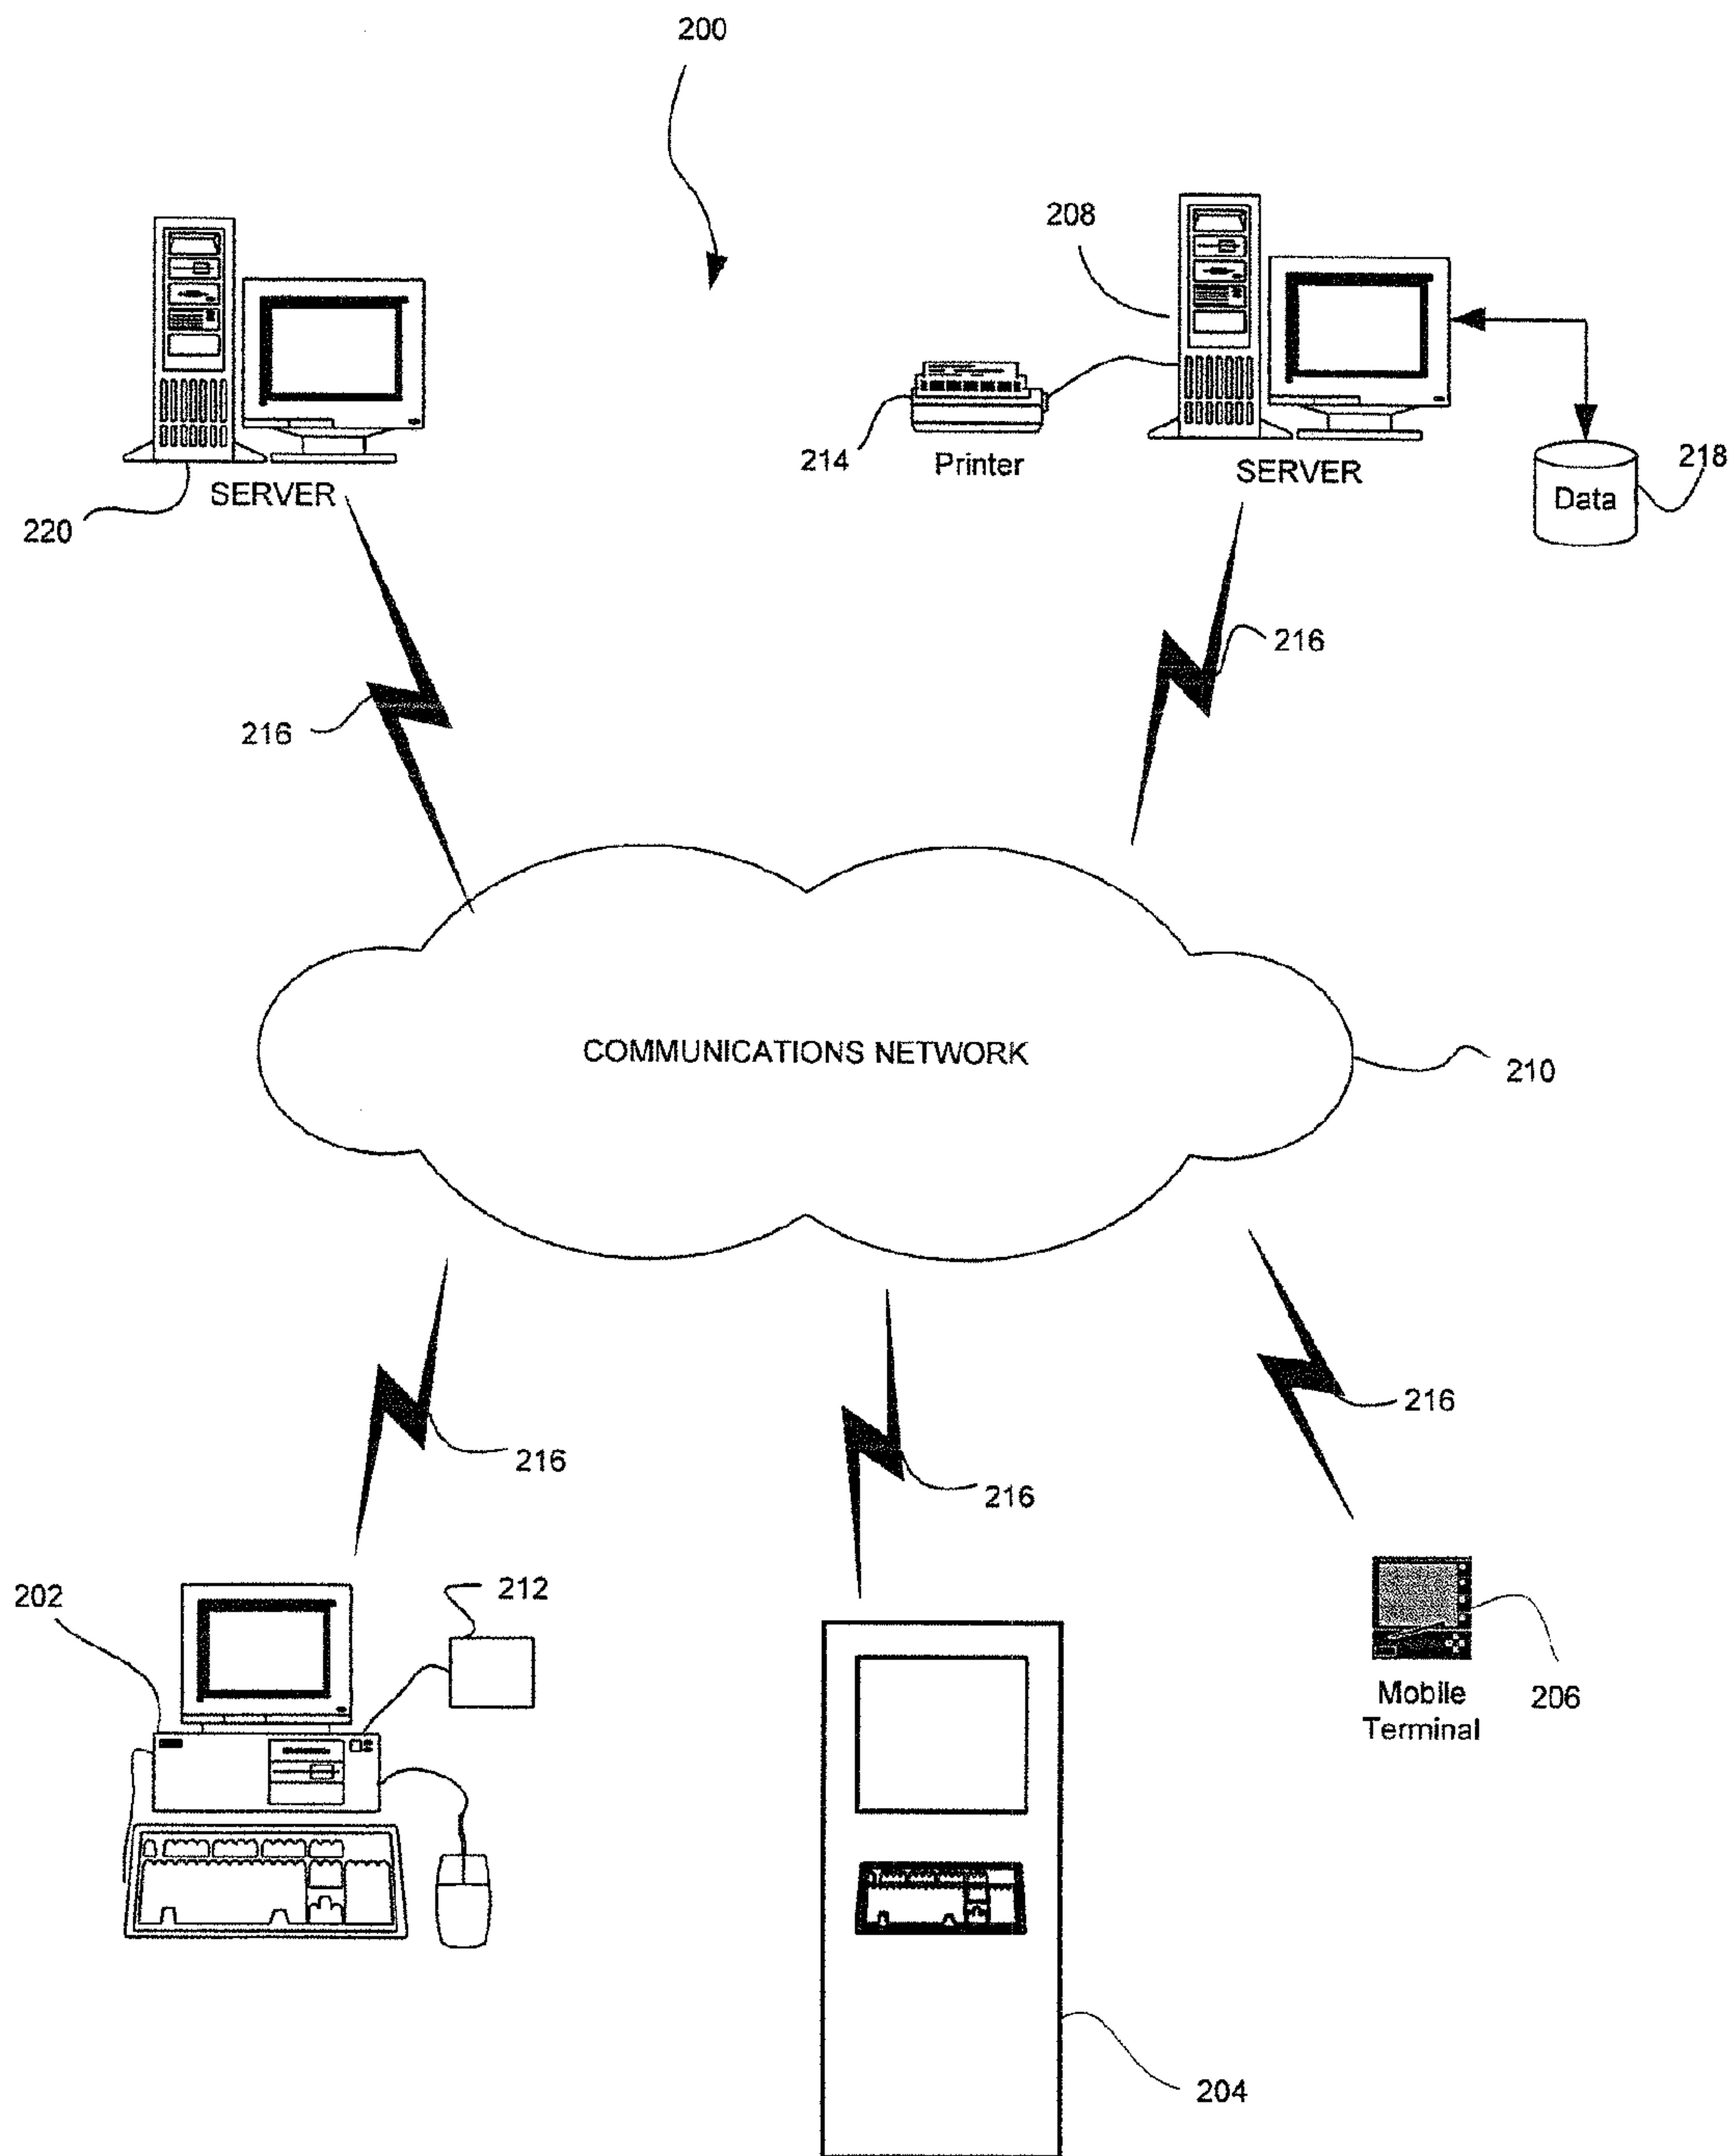 200
208
214
Printer
SERVER
218
Data
SERVER
220
216
216
COMMUNICATIONS NETWORK
210
216
216
216
202
212
Mobile
Terminal
206
204